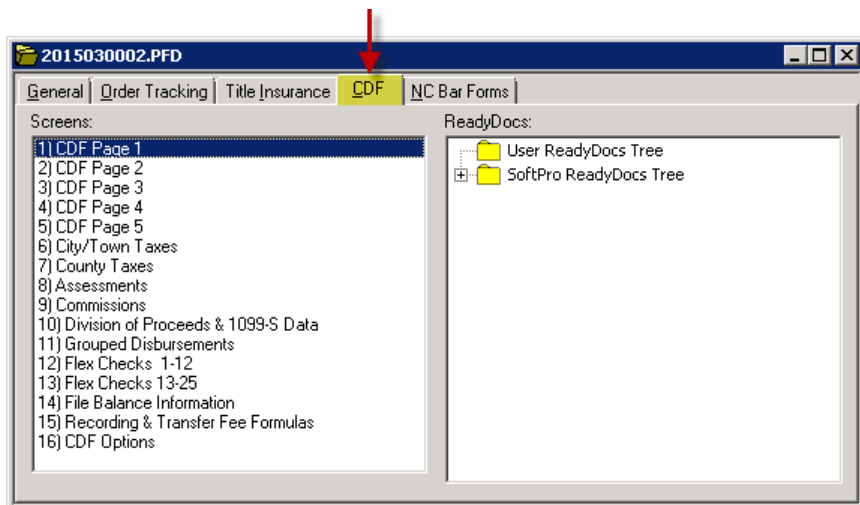 2015030002.PFD
General Order Tracking Title Insurance CDF NC Bar Forms
Screens:
1) CDF Page 1
2) CDF Page 2
3) CDF Page 3
4) CDF Page 4
5) CDF Page 5
6) City/Town Taxes
7) County Taxes
8) Assessments
9) Commissions
10) Division of Proceeds & 1099-S Data
11) Grouped Disbursements
12) Flex Checks 1-12
13) Flex Checks 13-25
14) File Balance Information
15) Recording & Transfer Fee Formulas
16) CDF Options
ReadyDocs:
User ReadyDocs Tree
SoftPro ReadyDocs Tree